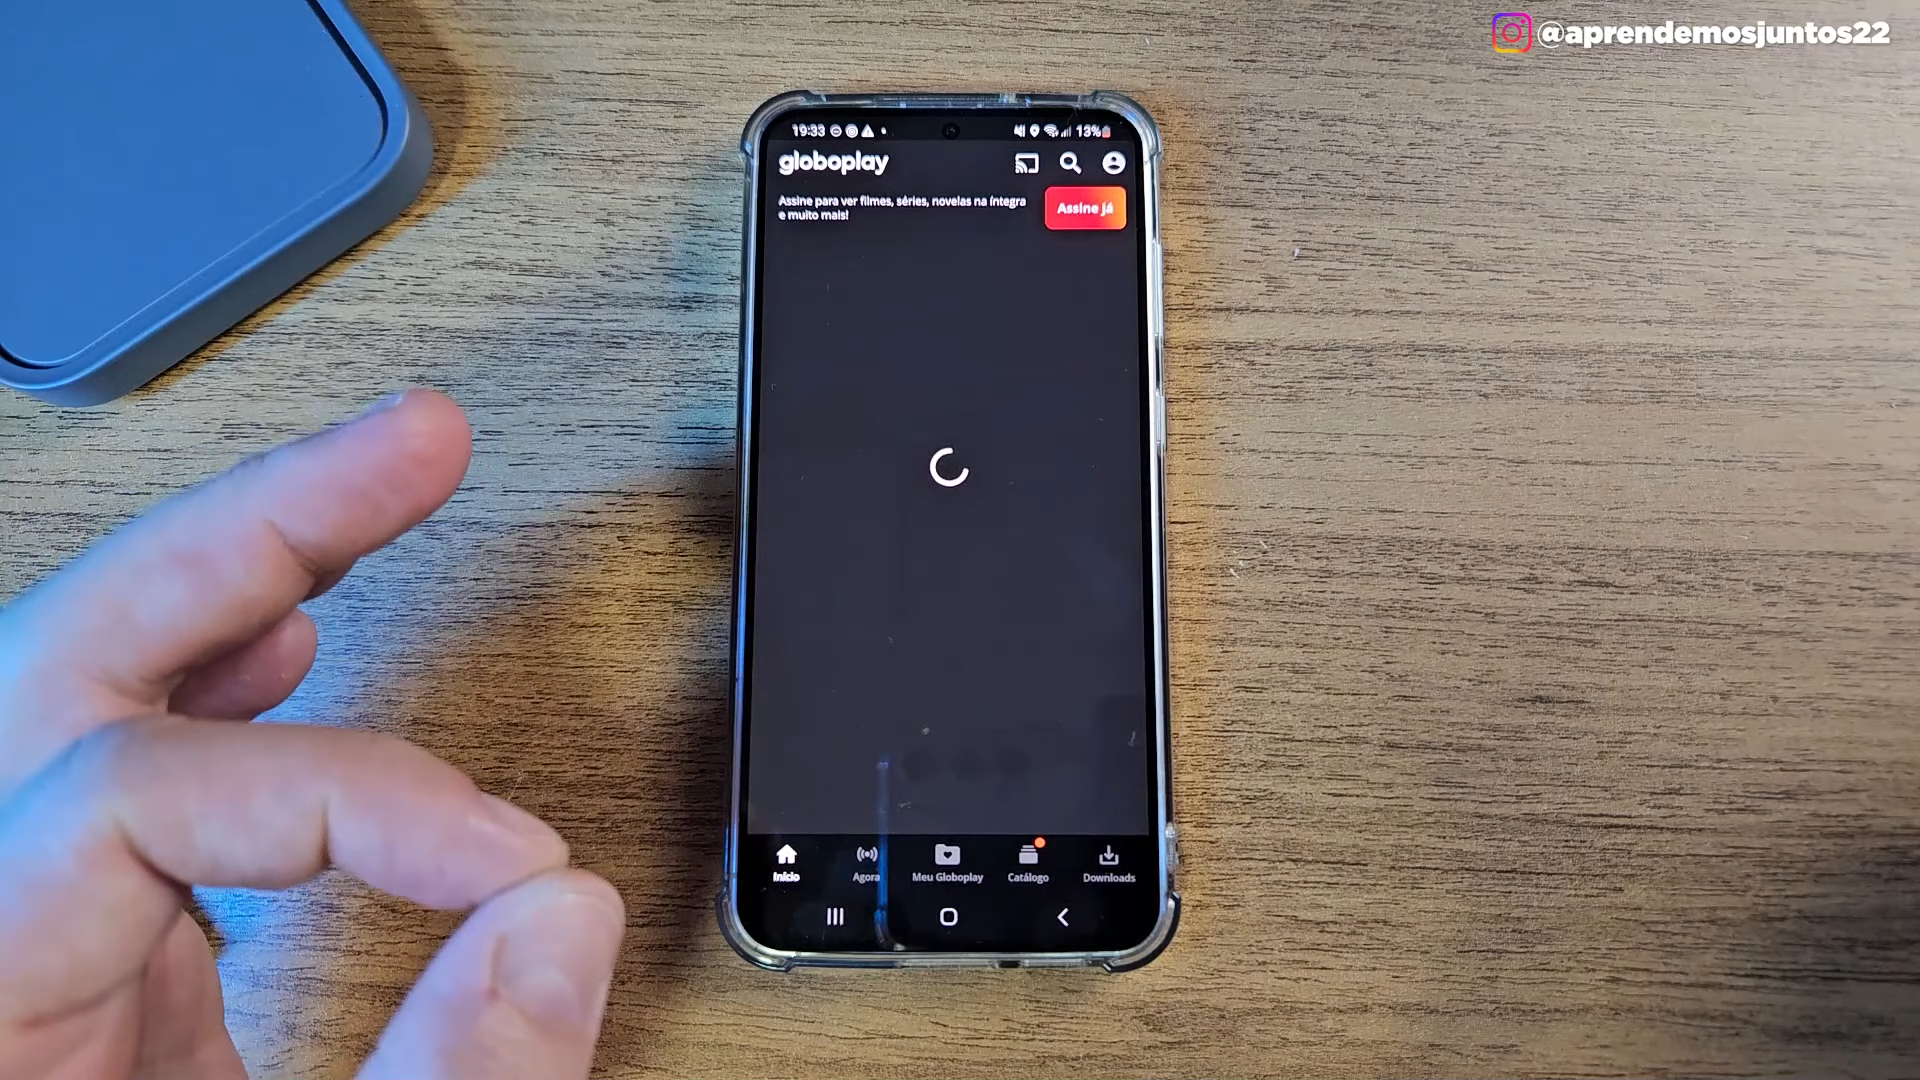 @aprendemosjuntos22
19:33
13%
globoplay
Assine para ver filmes, séries, novelas na íntegra
e muito mais!
Assine já
Início
Agora
Meu Globoplay
Catálogo
Downloads